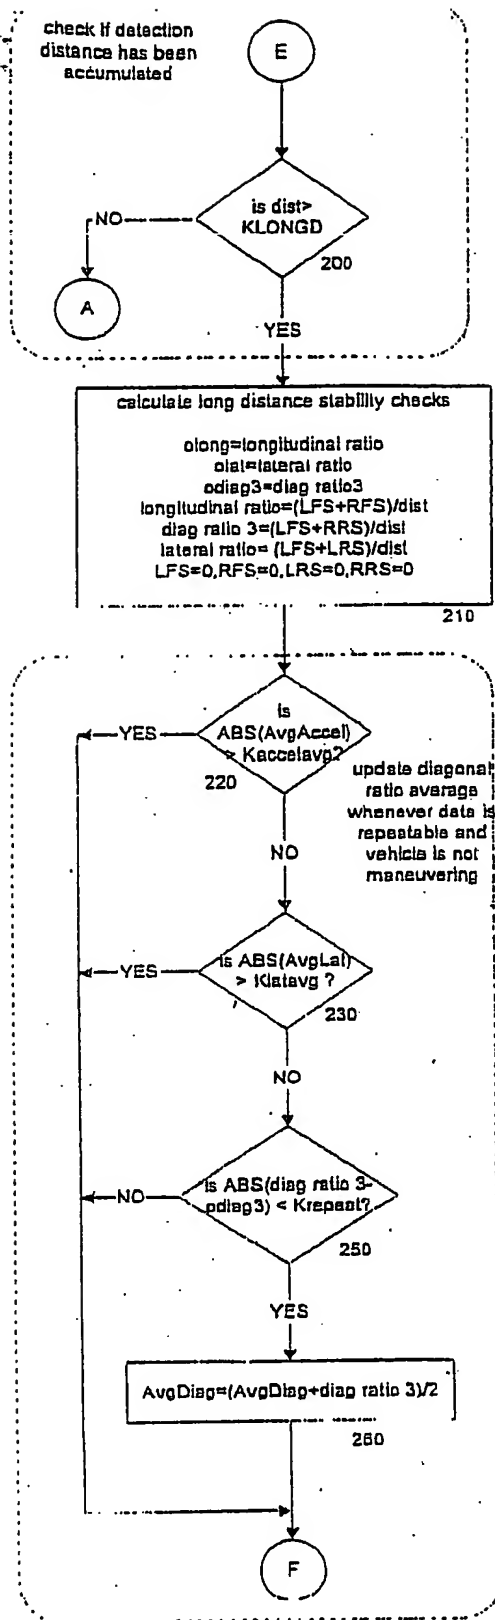 check if detection
distance has been
accumulated
E
is dist>
KLONGD
200
NO
A
YES
calculate long distance stability checks
olong=longitudinal ratio
olat=lateral ratio
odiag3=diag ratio3
longitudinal ratio=(LFS+RFS)/dist
diag ratio 3=(LFS+RRS)/dist
lateral ratio= (LFS+LRS)/dist
LFS=0,RFS=0,LRS=0,RRS=0
210
is
ABS(AvgAccel)
> Kaccelavg?
YES
220
update diagonal
ratio average
whenever data is
repeatable and
vehicle is not
maneuvering
NO
is ABS(AvgLat)
> Klatavg ?
YES
230
NO
is ABS(diag ratio 3-
odiag3) < Krepeat?
NO
250
YES
AvgDiag=(AvgDiag+diag ratio 3)/2
260
F